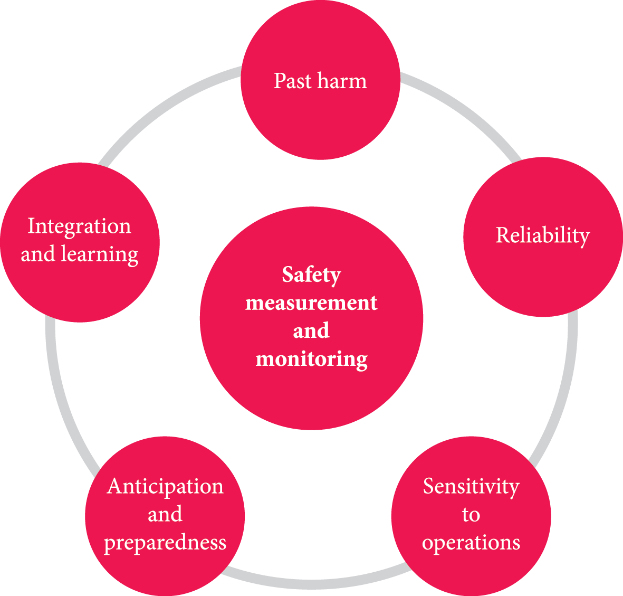 Past harm
Reliability
Sensitivity
to
operations
Anticipation
and
preparedness
Integration
and learning
Safety
measurement
and
monitoring